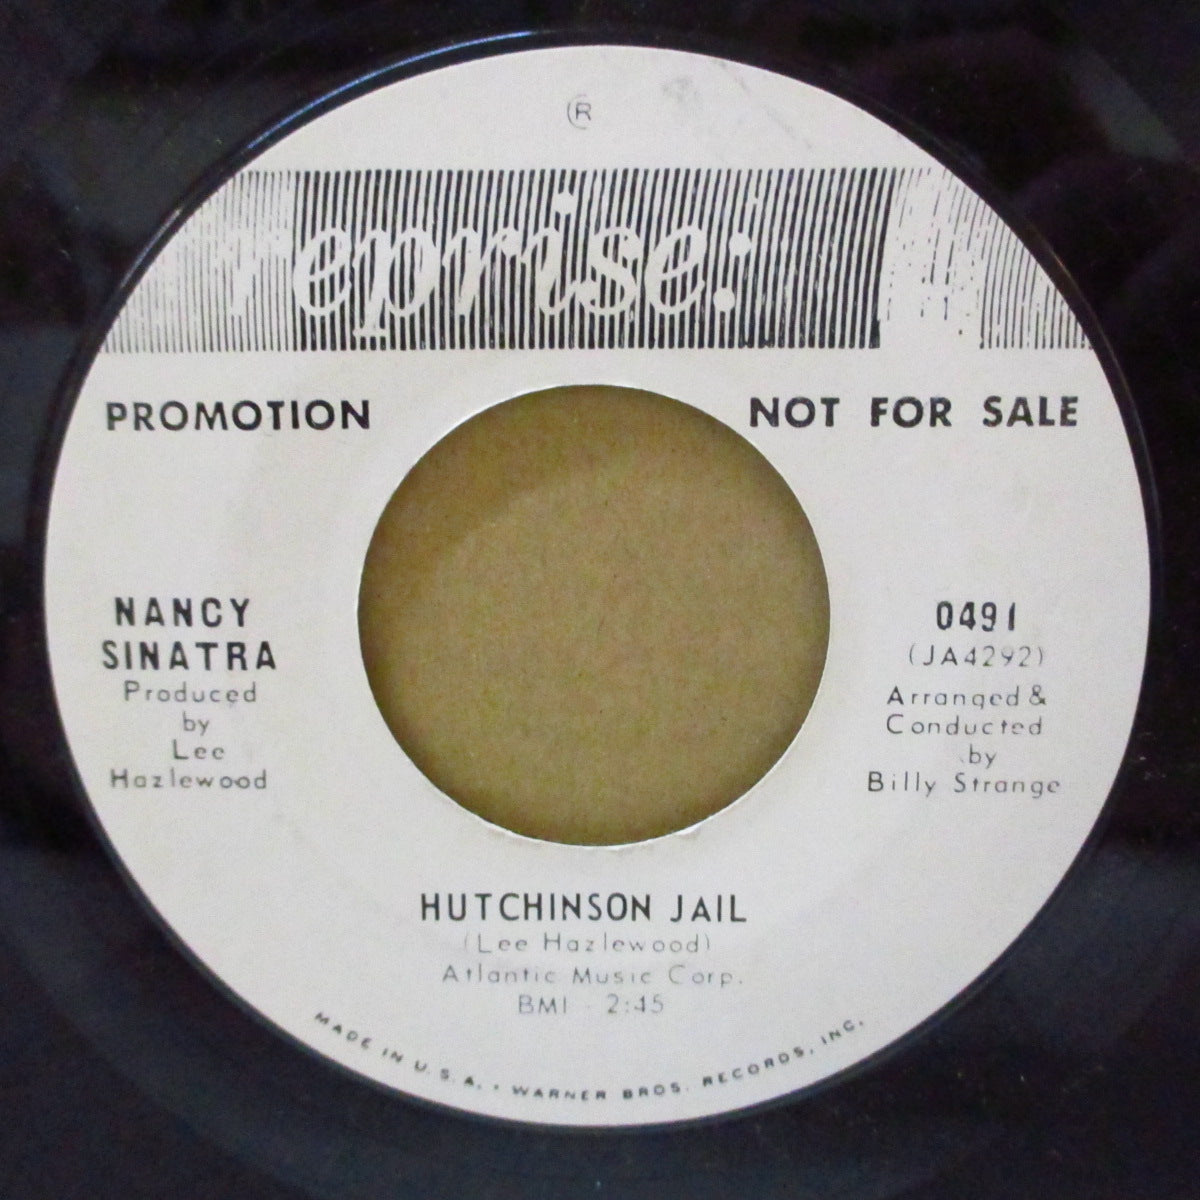 ®
reprise:
PROMOTION
NOT FOR SALE
NANCY
SINATRA
Produced
by
Lee
Hazlewood
0491
(JA4292)
Arranged &
Conducted
by
Billy Strange
HUTCHINSON JAIL
(Lee Hazlewood)
Atlantic Music Corp.
BMI - 2:45
MADE IN U.S.A. • WARNER BROS. RECORDS, INC.